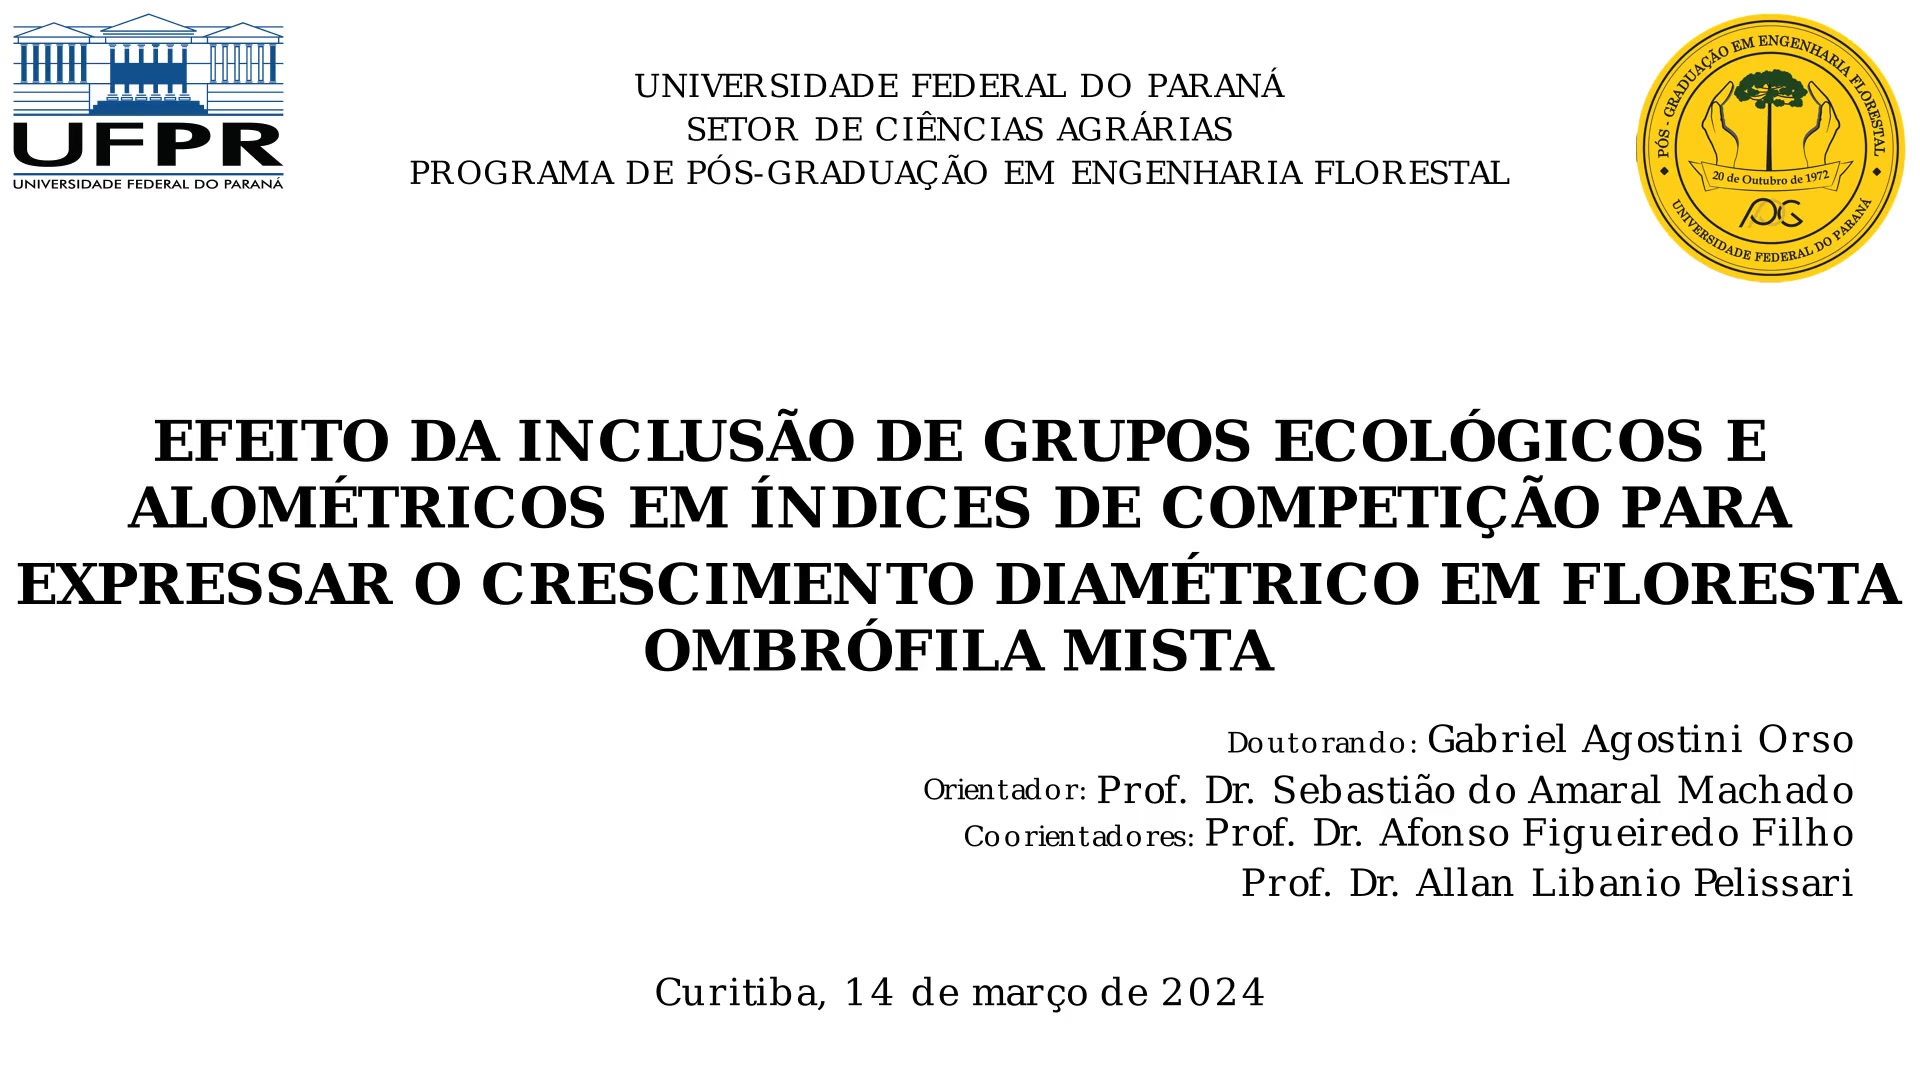 UFPR
UNIVERSIDADE FEDERAL DO PARANÁ
UNIVERSIDADE FEDERAL DO PARANÁ
SETOR DE CIÊNCIAS AGRÁRIAS
PROGRAMA DE PÓS-GRADUAÇÃO EM ENGENHARIA FLORESTAL
PÓS - GRADUAÇÃO EM ENGENHARIA FLORESTAL
20 de Outubro de 1972
PG
UNIVERSIDADE FEDERAL DO PARANÁ
EFEITO DA INCLUSÃO DE GRUPOS ECOLÓGICOS E
ALOMÉTRICOS EM ÍNDICES DE COMPETIÇÃO PARA
EXPRESSAR O CRESCIMENTO DIAMÉTRICO EM FLORESTA
OMBRÓFILA MISTA
Doutorando: Gabriel Agostini Orso
Orientador: Prof. Dr. Sebastião do Amaral Machado
Coorientadores: Prof. Dr. Afonso Figueiredo Filho
Prof. Dr. Allan Libanio Pelissari
Curitiba, 14 de março de 2024